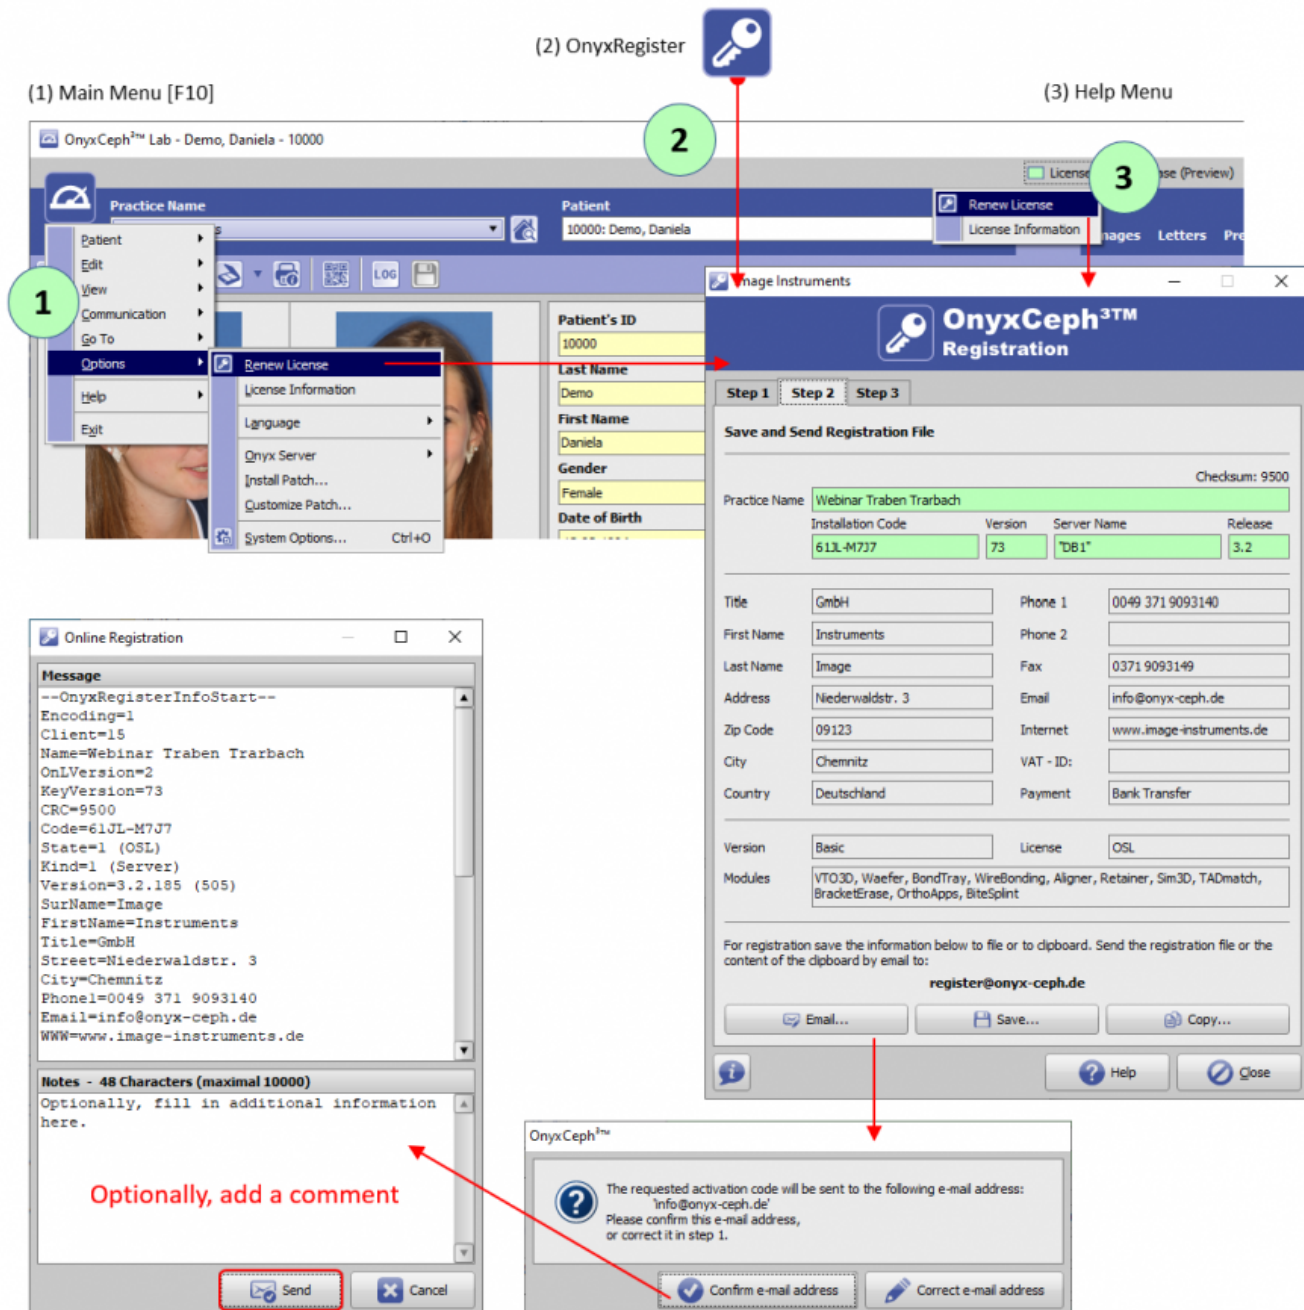 (2) OnyxRegister
(1) Main Menu [F10]
(3) Help Menu
OnyxCeph³™ Lab - Demo, Daniela - 10000
2
License
3
ase (Preview)
Practice Name
Patient
10000: Demo, Daniela
Renew License
License Information
ages Letters Pre
1
Patient
Edit
View
Communication
Go To
Options
Help
Exit
LOG
Renew License
License Information
Language
Onyx Server
Install Patch...
Customize Patch...
System Options... Ctrl+O
Patient's ID
10000
Last Name
Demo
First Name
Daniela
Gender
Female
Date of Birth
mage Instruments
OnyxCeph³™
Registration
Step 1 Step 2 Step 3
Save and Send Registration File
Checksum: 9500
Practice Name Webinar Traben Trarbach
Installation Code Version Server Name Release
61JL-M7J7 73 "DB1" 3.2
Title GmbH Phone 1 0049 371 9093140
First Name Instruments Phone 2
Last Name Image Fax 0371 9093149
Address Niederwaldstr. 3 Email info@onyx-ceph.de
Zip Code 09123 Internet www.image-instruments.de
City Chemnitz VAT - ID:
Country Deutschland Payment Bank Transfer
Version Basic License OSL
Modules VTO3D, Waefer, BondTray, WireBonding, Aligner, Retainer, Sim3D, TADmatch,
BracketErase, OrthoApps, BiteSplint
For registration save the information below to file or to clipboard. Send the registration file or the
content of the clipboard by email to:
register@onyx-ceph.de
Email... Save... Copy...
Help Close
Online Registration
Message
--OnyxRegisterInfoStart--
Encoding=1
Client=15
Name=Webinar Traben Trarbach
OnLVersion=2
KeyVersion=73
CRC=9500
Code=61JL-M7J7
State=1 (OSL)
Kind=1 (Server)
Version=3.2.185 (505)
SurName=Image
FirstName=Instruments
Title=GmbH
Street=Niederwaldstr. 3
City=Chemnitz
Phone1=0049 371 9093140
Email=info@onyx-ceph.de
WWW=www.image-instruments.de
Notes - 48 Characters (maximal 10000)
Optionally, fill in additional information
here.
Optionally, add a comment
Send Cancel
OnyxCeph³™
The requested activation code will be sent to the following e-mail address:
'info@onyx-ceph.de'
Please confirm this e-mail address,
or correct it in step 1.
Confirm e-mail address Correct e-mail address